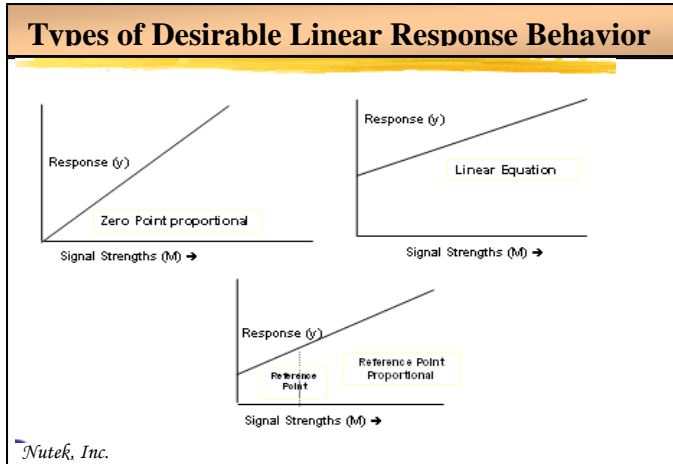 Types of Desirable Linear Response Behavior
Response (y)
Zero Point proportional
Signal Strengths (M) ➔
Response (y)
Linear Equation
Signal Strengths (M) ➔
Response (y)
Reference
Point
Reference Point
Proportional
Signal Strengths (M) ➔
Nutek, Inc.